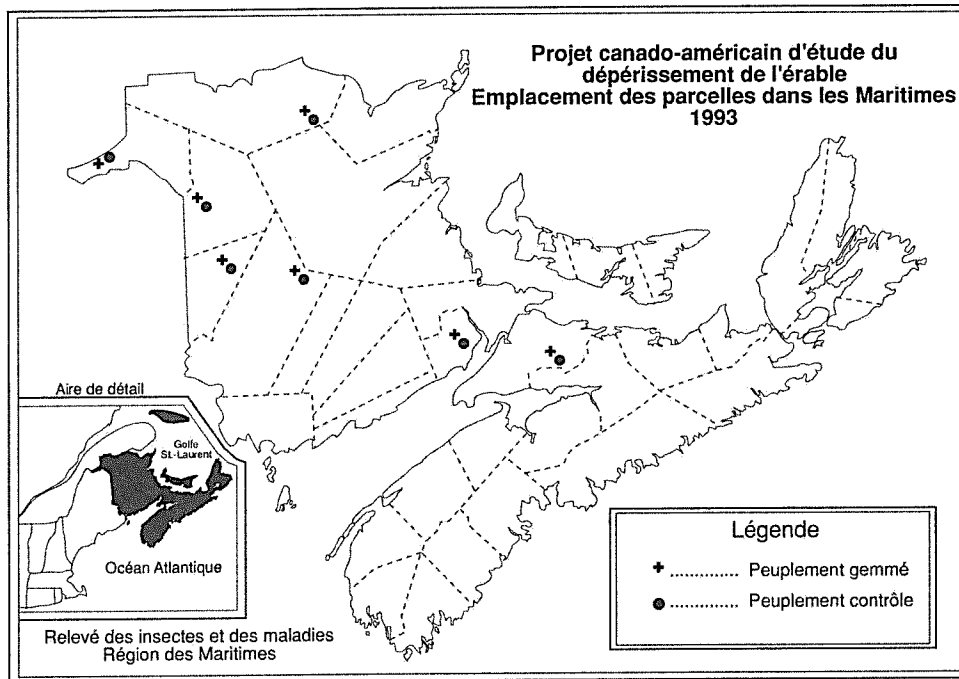 Projet canado-américain d'étude du
dépérissement de l'érable
Emplacement des parcelles dans les Maritimes
1993
Aire de détail
Golfe
St.-Laurent
Océan Atlantique
Relevé des insectes et des maladies
Région des Maritimes
Légende
+ ............... Peuplement gemmé
● ............... Peuplement contrôle